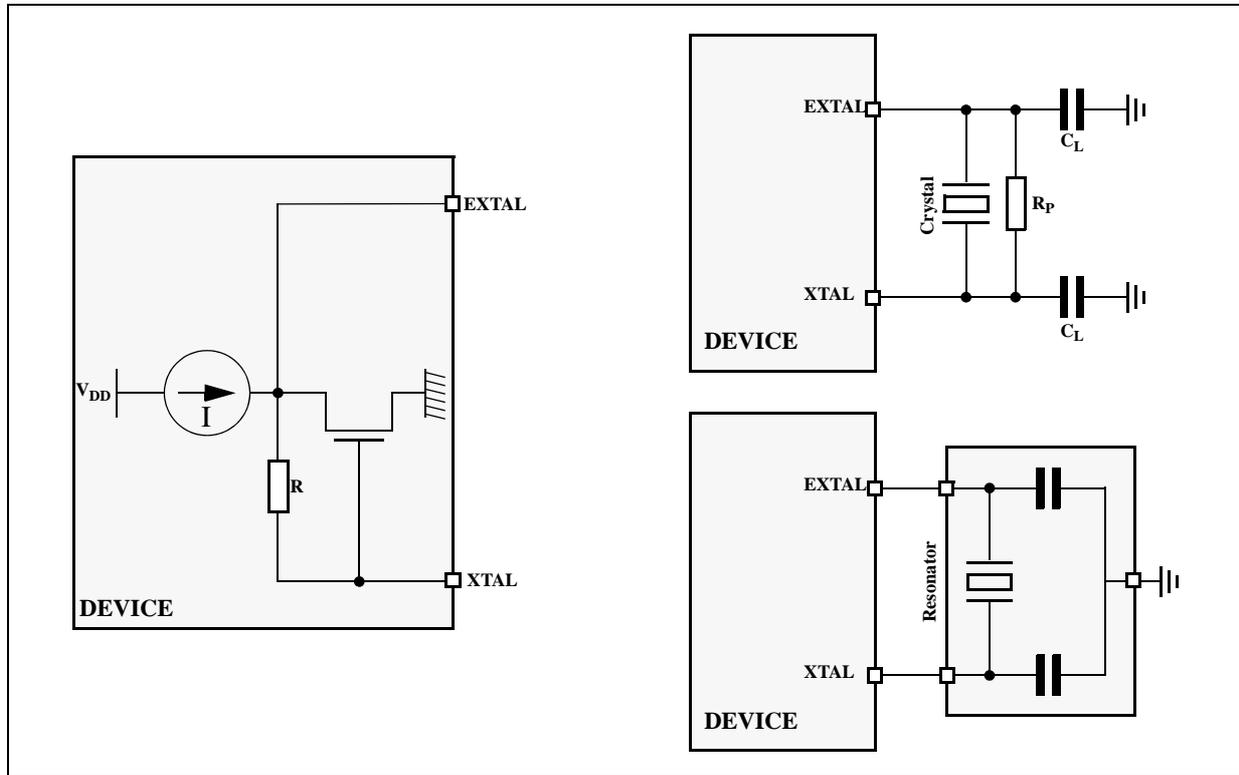 EXTAL
V_DD
I
R
XTAL
DEVICE
EXTAL
C_L
Crystal
R_P
XTAL
C_L
DEVICE
EXTAL
Resonator
XTAL
DEVICE